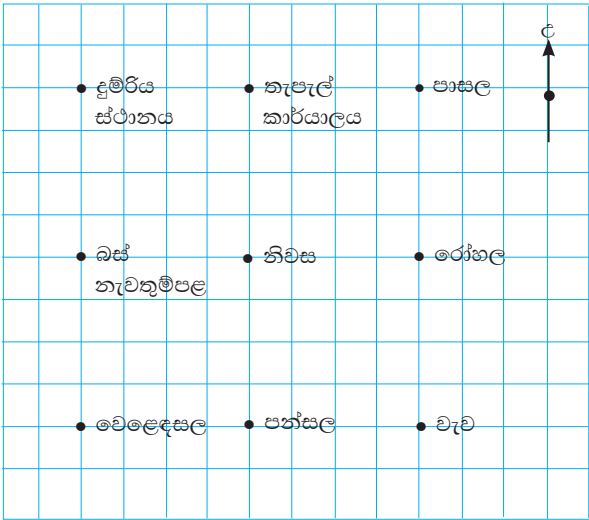 උ
දුම්රිය
ස්ථානය
තැපැල්
කාර්යාලය
පාසල
බස්
නැවතුම්පළ
නිවස
රෝහල
වෙළෙඳසල
පන්සල
වැව